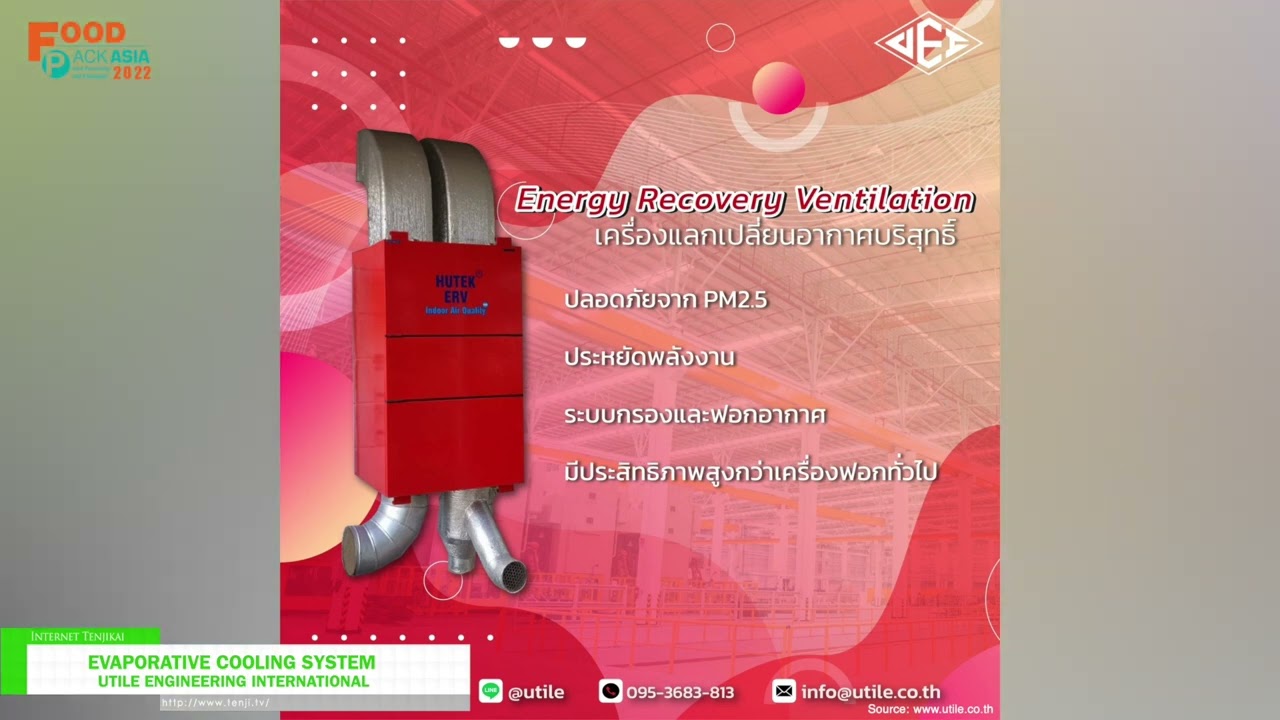 FOOD
PACK ASIA
2022
UEI
Energy Recovery Ventilation
เครื่องแลกเปลี่ยนอากาศบริสุทธิ์
HUTEK
ERV
Indoor Air Quality
ปลอดภัยจาก PM2.5
ประหยัดพลังงาน
ระบบกรองและฟอกอากาศ
มีประสิทธิภาพสูงกว่าเครื่องฟอกทั่วไป
INTERNET TENJIKAI
EVAPORATIVE COOLING SYSTEM
UTILE ENGINEERING INTERNATIONAL
http://www.tenji.tv/
LINE @utile 095-3683-813 info@utile.co.th
Source: www.utile.co.th